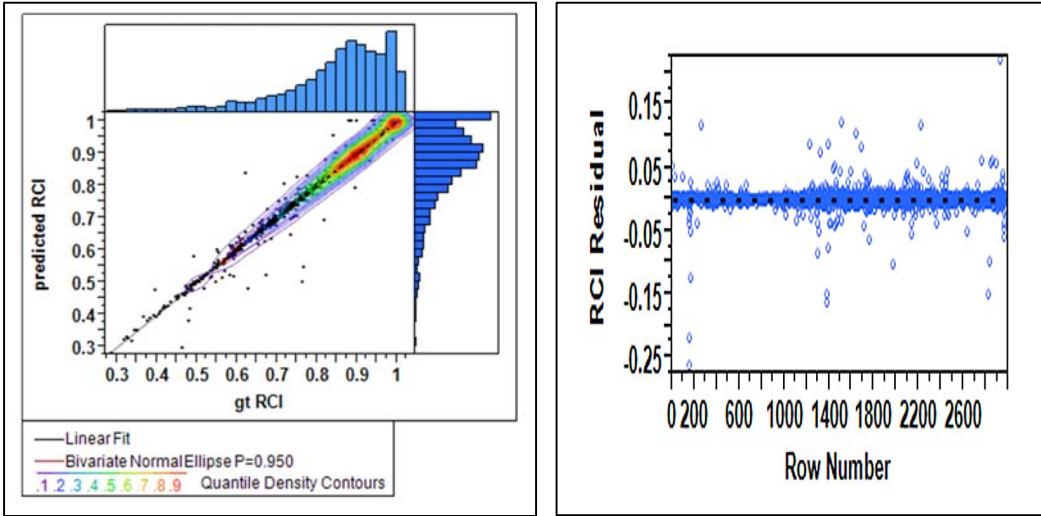 predicted RCI
1
0.9
0.8
0.7
0.6
0.5
0.4
0.3
0.3 0.4 0.5 0.6 0.7 0.8 0.9 1
gt RCI
Linear Fit
Bivariate Normal Ellipse P=0.950
.1 .2 .3 .4 .5 .6 .7 .8 .9 Quantile Density Contours
RCI Residual
0.15
0.05
-0.05
-0.15
-0.25
0 200 600 1000 1400 1800 2200 2600
Row Number